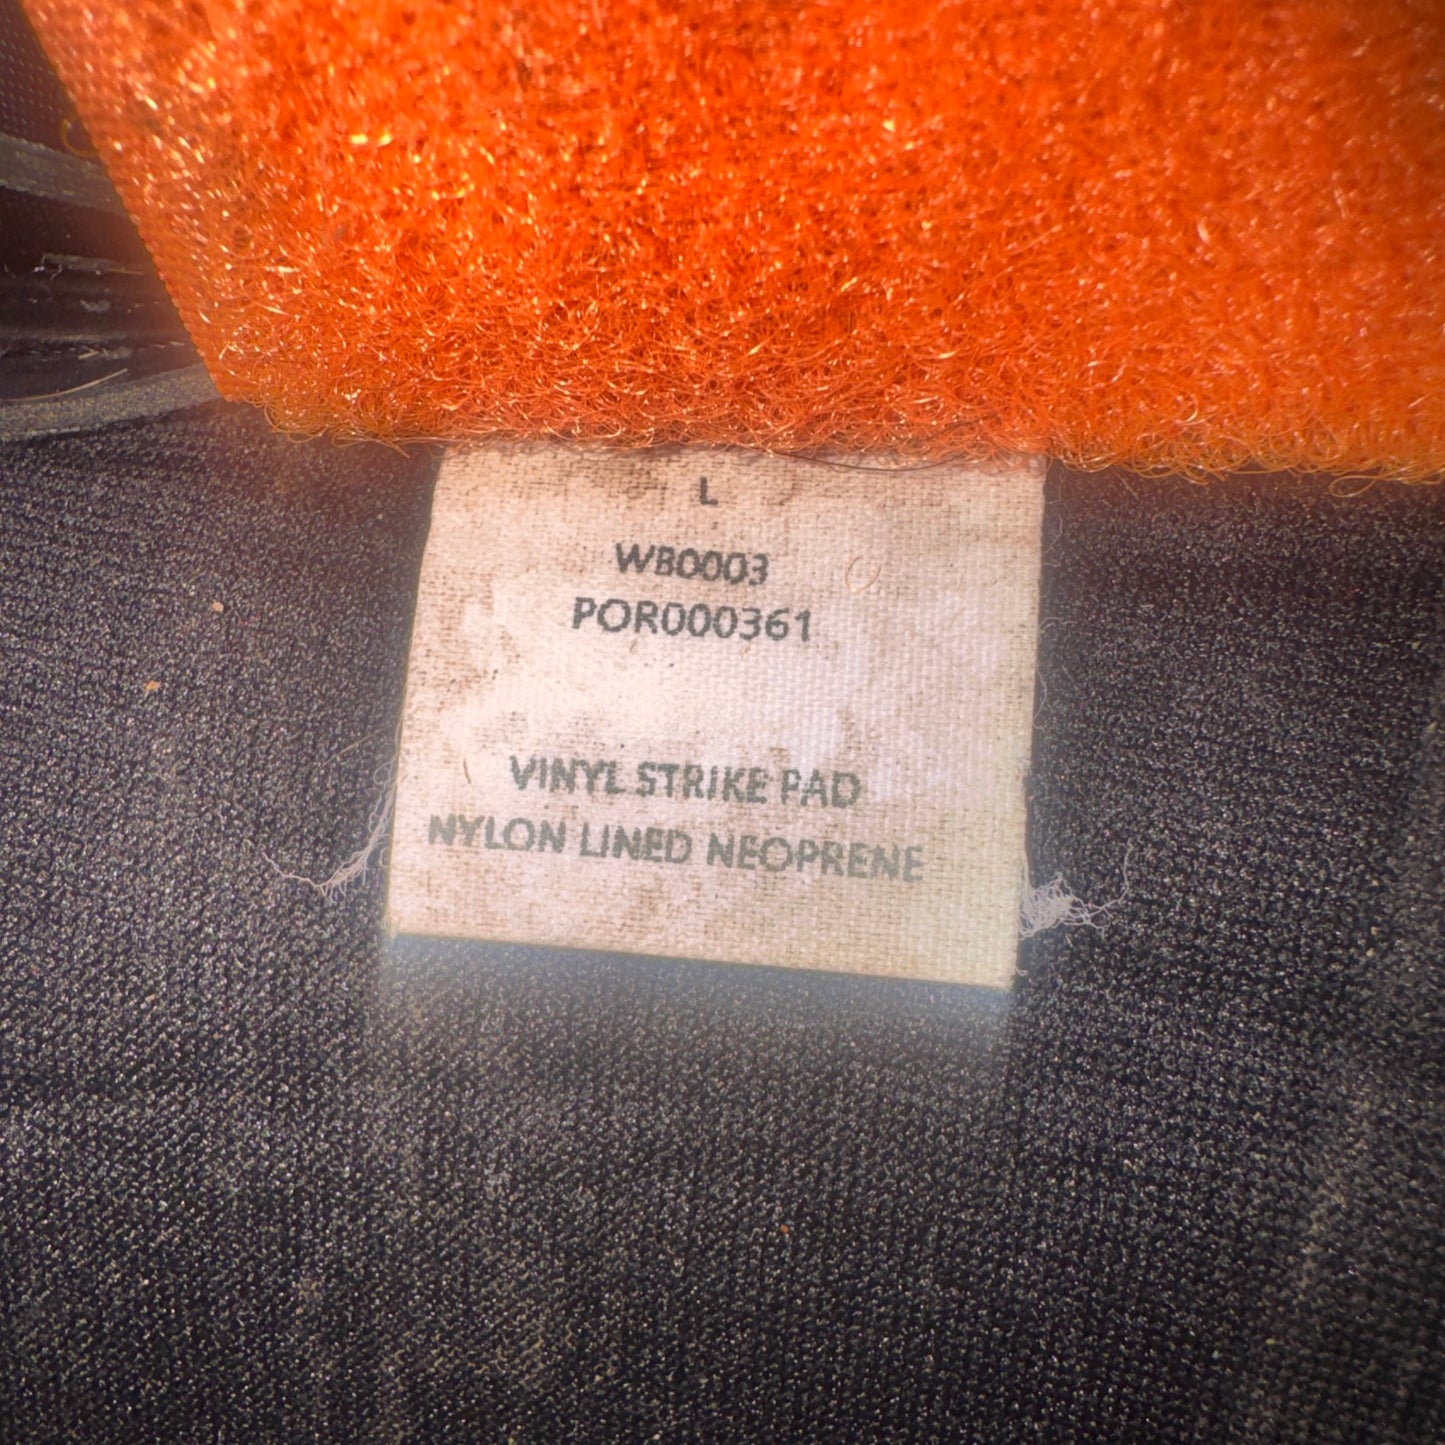 L
WB0003
POR000361
VINYL STRIKE PAD
NYLON LINED NEOPRENE